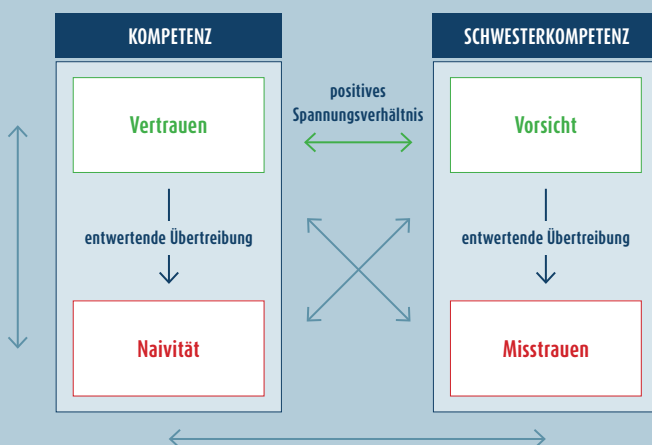 KOMPETENZ
SCHWESTERKOMPETENZ
Vertrauen
positives
Spannungsverhältnis
Vorsicht
entwertende Übertreibung
entwertende Übertreibung
Naivität
Misstrauen